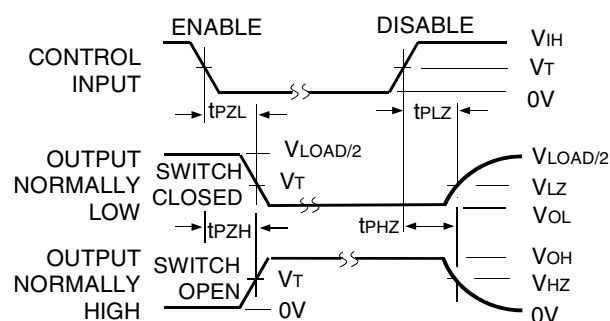 ENABLE
DISABLE
CONTROL
INPUT
VIH
VT
0V
tPZL
tPLZ
OUTPUT
NORMALLY
LOW
SWITCH
CLOSED
VLOAD/2
VT
VLOAD/2
VLZ
VOL
tPZH
tPHZ
OUTPUT
NORMALLY
HIGH
SWITCH
OPEN
VT
0V
VOH
VHZ
0V